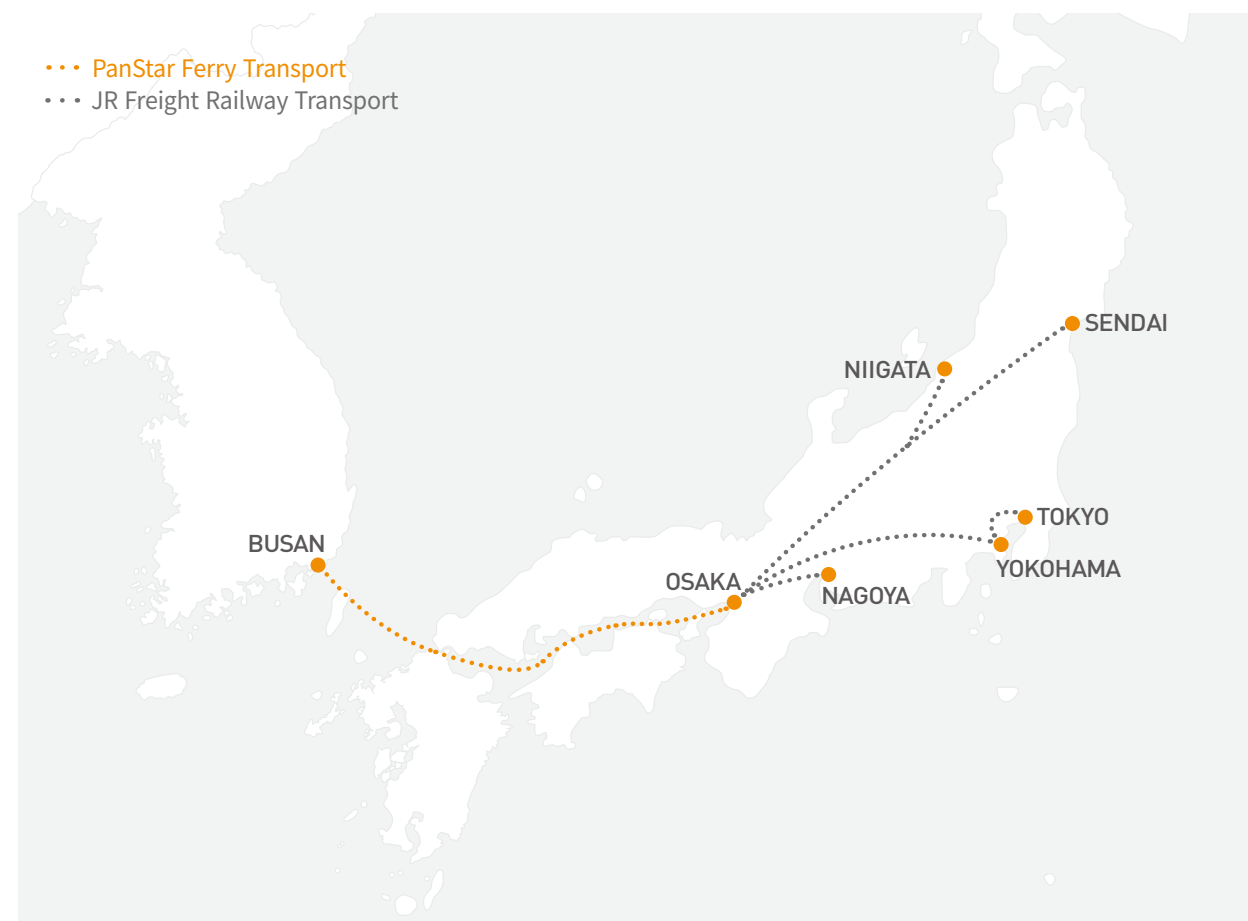 PanStar Ferry Transport
JR Freight Railway Transport
SENDAI
NIIGATA
TOKYO
BUSAN
YOKOHAMA
OSAKA
NAGOYA